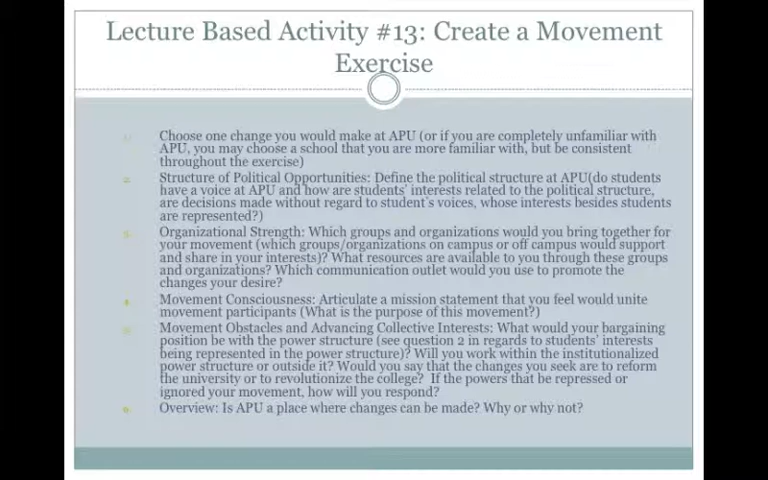 Lecture Based Activity #13: Create a Movement
Exercise
1. Choose one change you would make at APU (or if you are completely unfamiliar with
APU, you may choose a school that you are more familiar with, but be consistent
throughout the exercise)
2. Structure of Political Opportunities: Define the political structure at APU(do students
have a voice at APU and how are students' interests related to the political structure,
are decisions made without regard to student's voices, whose interests besides students
are represented?)
3. Organizational Strength: Which groups and organizations would you bring together for
your movement (which groups/organizations on campus or off campus would support
and share in your interests)? What resources are available to you through these groups
and organizations? Which communication outlet would you use to promote the
changes your desire?
4. Movement Consciousness: Articulate a mission statement that you feel would unite
movement participants (What is the purpose of this movement?)
5. Movement Obstacles and Advancing Collective Interests: What would your bargaining
position be with the power structure (see question 2 in regards to students' interests
being represented in the power structure)? Will you work within the institutionalized
power structure or outside it? Would you say that the changes you seek are to reform
the university or to revolutionize the college? If the powers that be repressed or
ignored your movement, how will you respond?
6. Overview: Is APU a place where changes can be made? Why or why not?